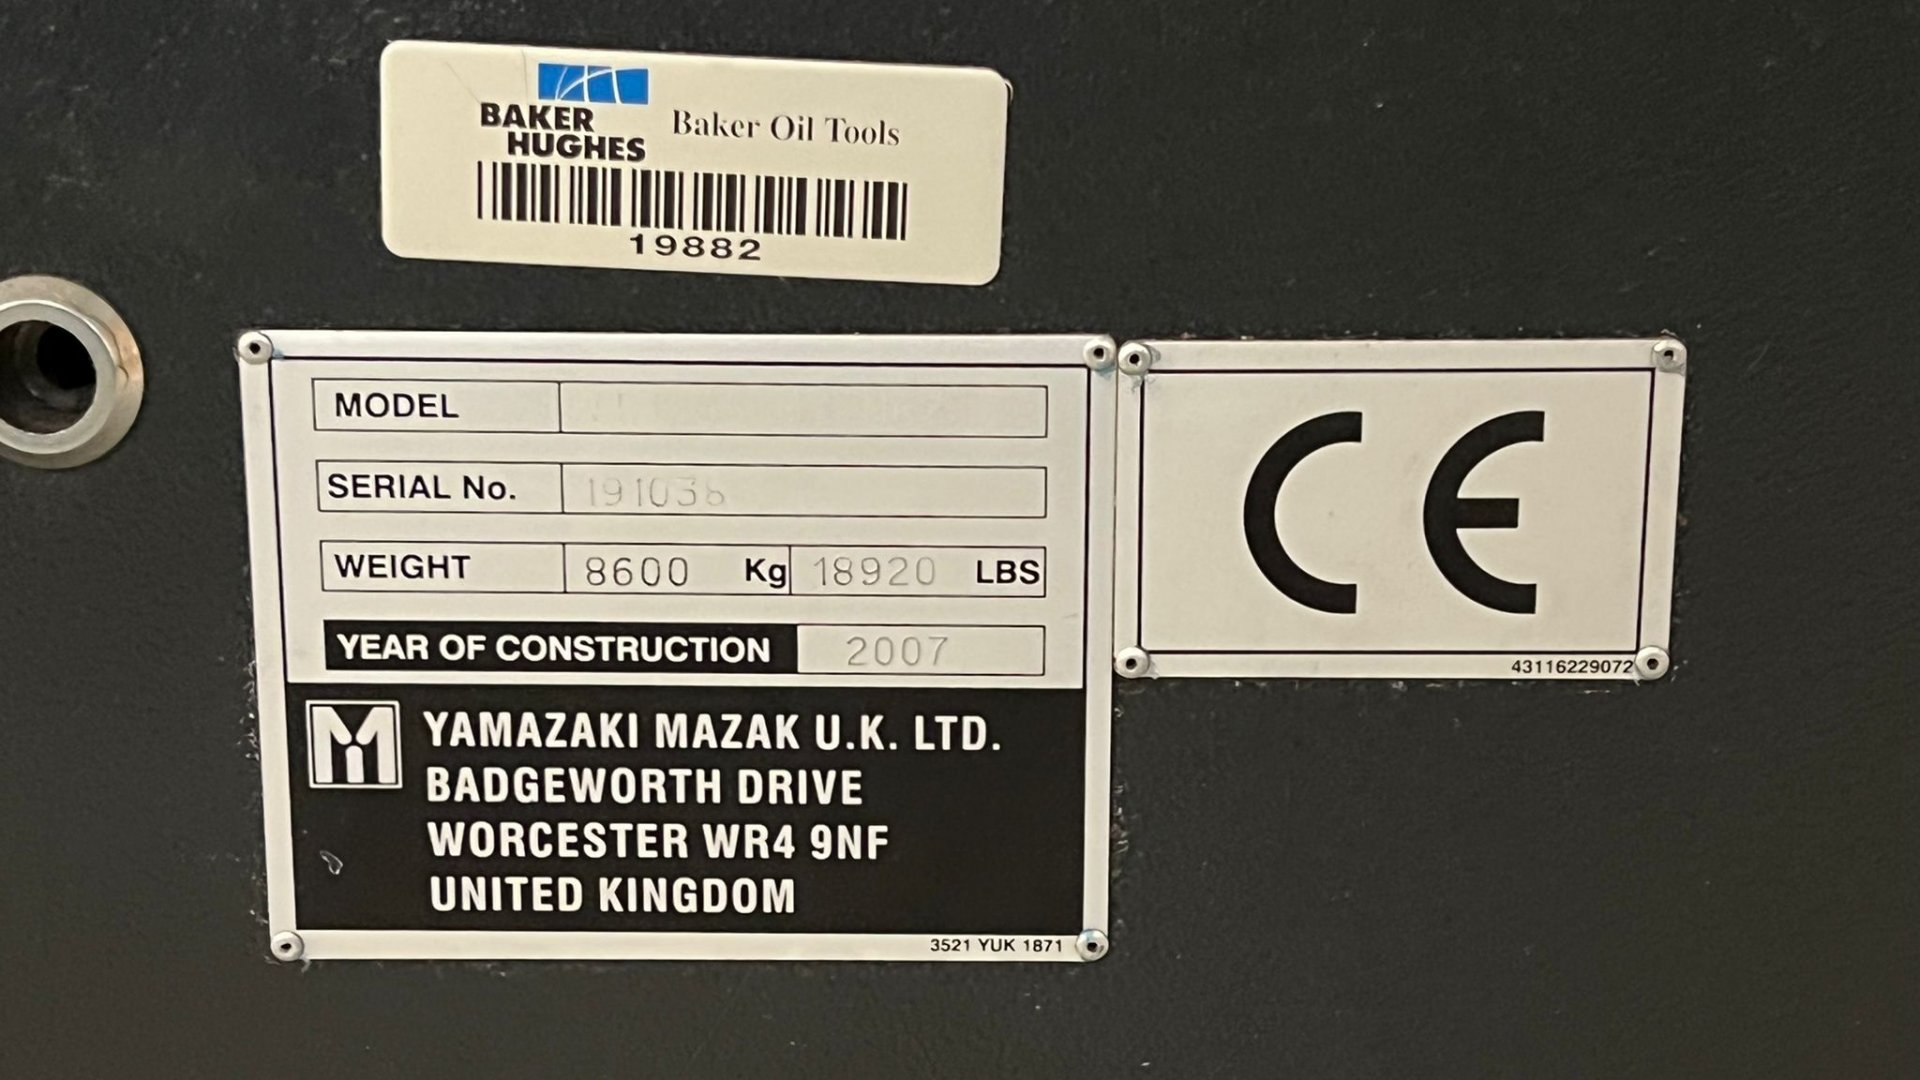 BAKER
HUGHES
Baker Oil Tools
19882
MODEL
SERIAL No.
WEIGHT 8600 Kg 18920 LBS
YEAR OF CONSTRUCTION 2007
YAMAZAKI MAZAK U.K. LTD.
BADGEWORTH DRIVE
WORCESTER WR4 9NF
UNITED KINGDOM
3521 YUK 1871
CE
43116229072